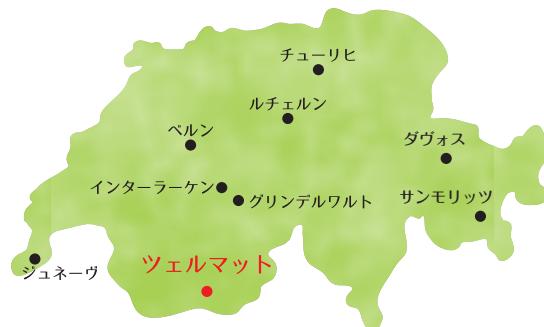 チューリヒ
ルチェルン
ベルン
ダヴォス
インターラーケン
グリンデルワルト
サンモリッツ
ツェルマット
ジュネーヴ